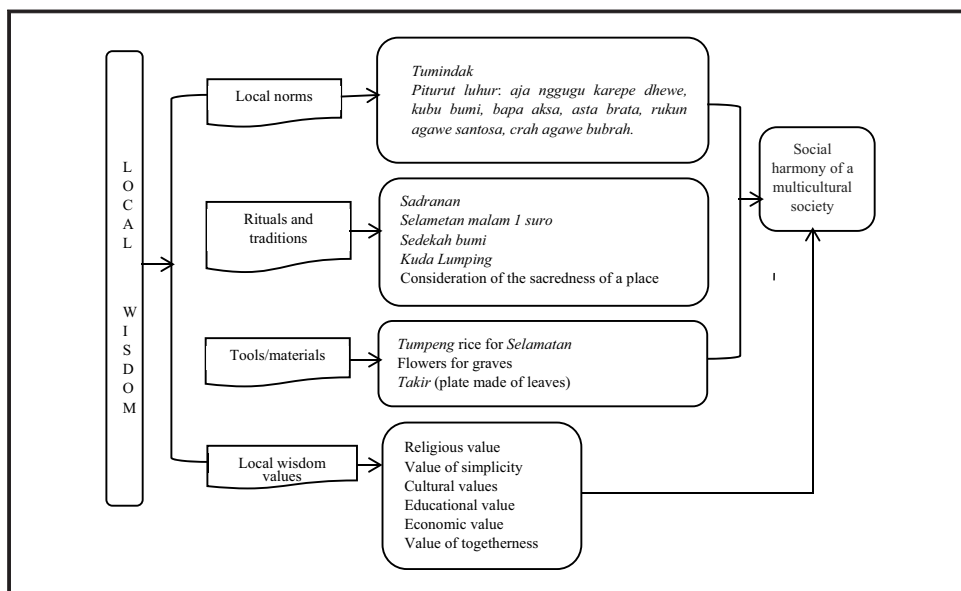 LOCAL WISDOM
Local norms
Tumindak
Piturut luhur: aja nggugu karepe dhewe,
kubu bumi, bapa aksa, asta brata, rukun
agawe santosa, crah agawe bubrah.
Rituals and
traditions
Sadranan
Selametan malam 1 suro
Sedekah bumi
Kuda Lumping
Consideration of the sacredness of a place
Tools/materials
Tumpeng rice for Selamatan
Flowers for graves
Takir (plate made of leaves)
Local wisdom
values
Religious value
Value of simplicity
Cultural values
Educational value
Economic value
Value of togetherness
Social
harmony of a
multicultural
society